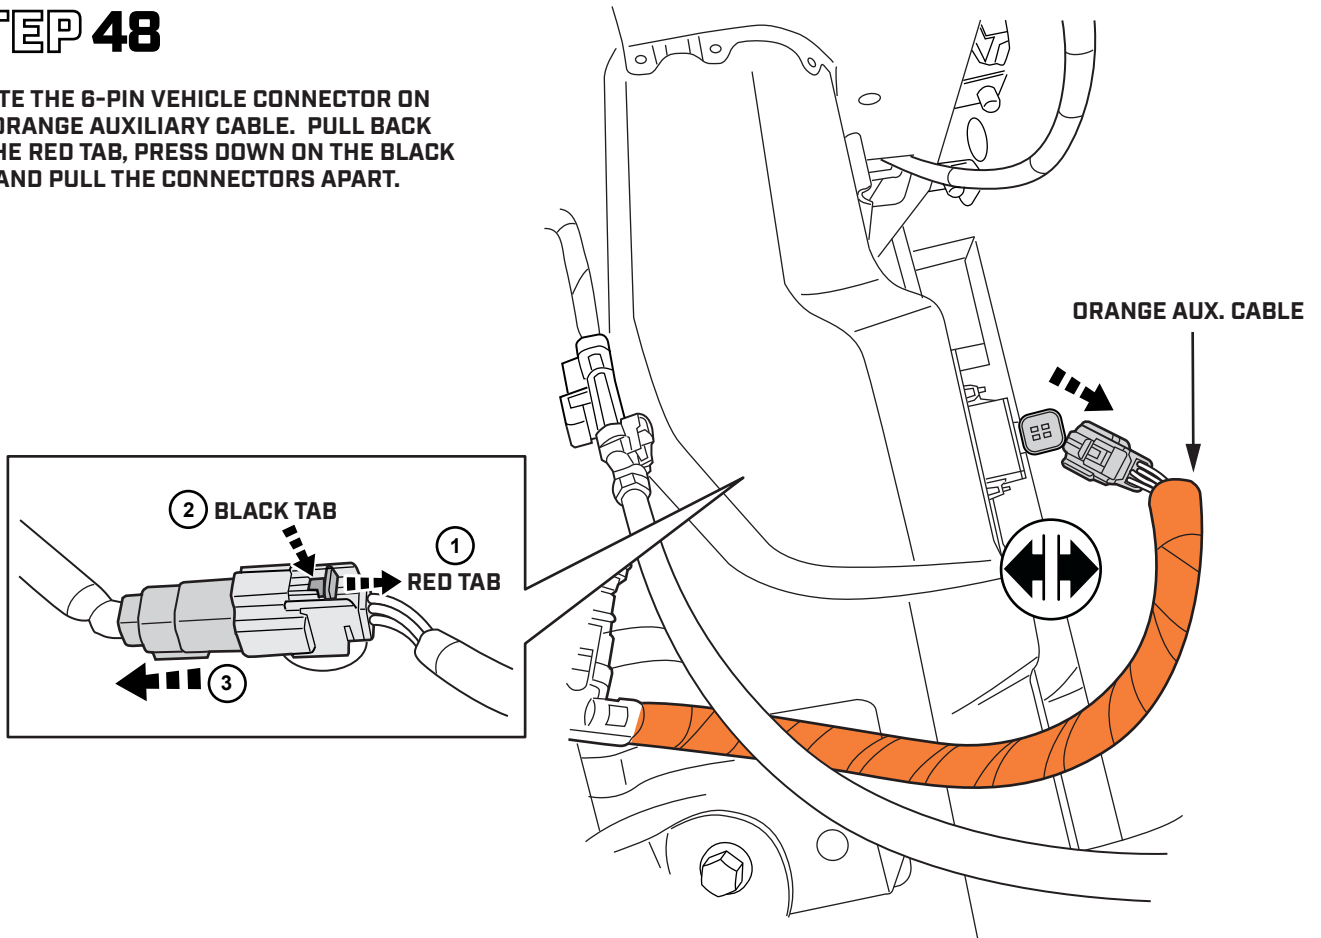 TEP 48
TE THE 6-PIN VEHICLE CONNECTOR ON
ORANGE AUXILIARY CABLE. PULL BACK
HE RED TAB, PRESS DOWN ON THE BLACK
AND PULL THE CONNECTORS APART.
ORANGE AUX. CABLE
2 BLACK TAB
1
RED TAB
3